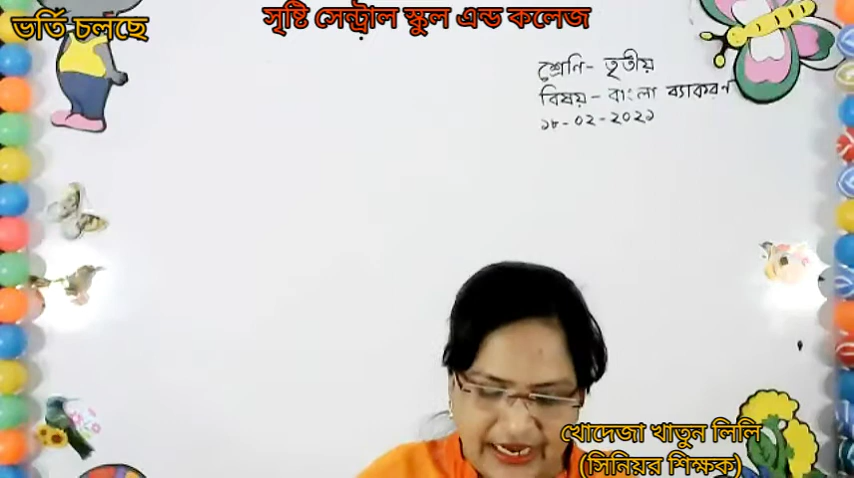 ভর্তি চলছে
সৃষ্টি সেন্ট্রাল স্কুল এন্ড কলেজ
শ্রেণি- তৃতীয়
বিষয় - বাংলা ব্যাকরণ
১৮-০২-২০২১
খোদেজা খাতুন লিলি
(সিনিয়র শিক্ষক)